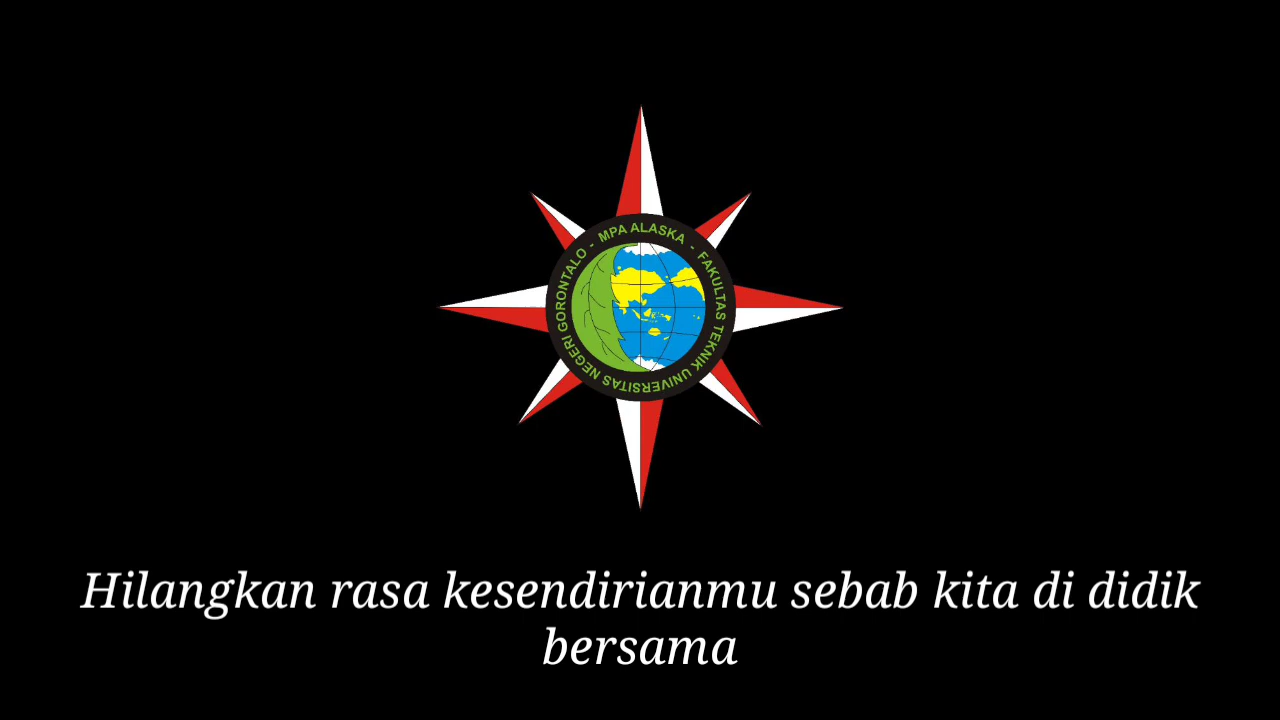 MPA ALASKA - FAKULTAS TEKNIK UNIVERSITAS NEGERI GORONTALO -
Hilangkan rasa kesendirianmu sebab kita di didik
bersama